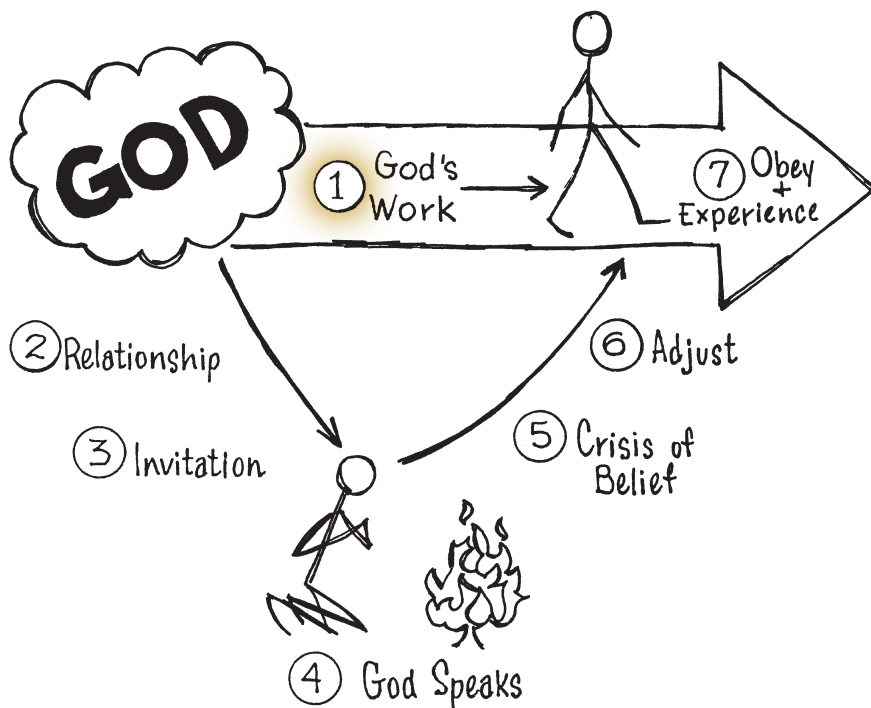 GOD
1 God's
Work
7 Obey
+
Experience
2 Relationship
6 Adjust
3 Invitation
5 Crisis of
Belief
4 God Speaks